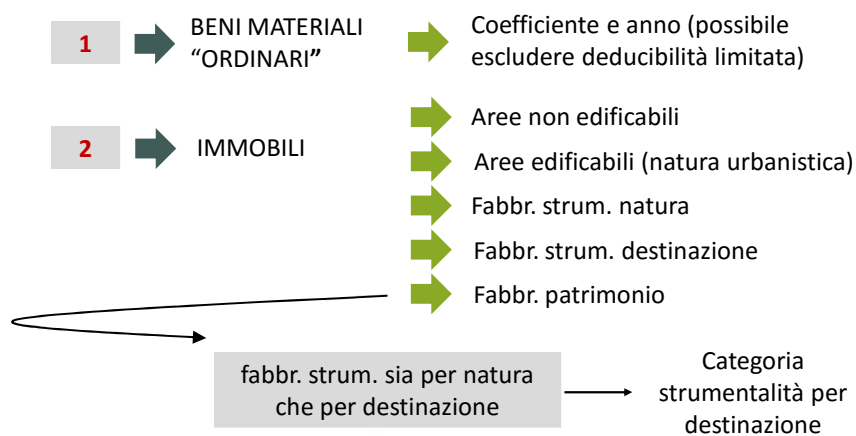 1
BENI MATERIALI
“ORDINARI”
Coefficiente e anno (possibile
escludere deducibilità limitata)
2
IMMOBILI
Aree non edificabili
Aree edificabili (natura urbanistica)
Fabbr. strum. natura
Fabbr. strum. destinazione
Fabbr. patrimonio
fabbr. strum. sia per natura
che per destinazione
Categoria
strumentalità per
destinazione